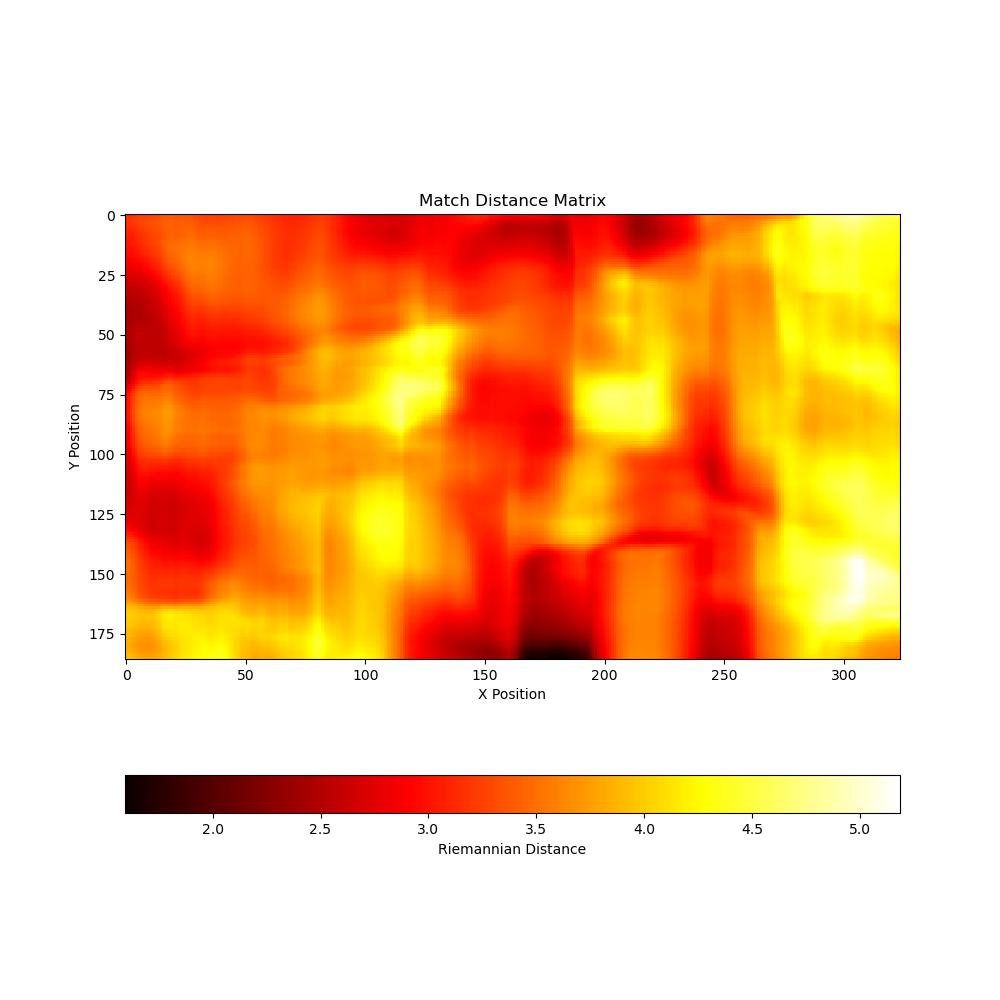 Match Distance Matrix
0
25
50
75
100
125
150
175
Y Position
0 50 100 150 200 250 300
X Position
2.0 2.5 3.0 3.5 4.0 4.5 5.0
Riemannian Distance